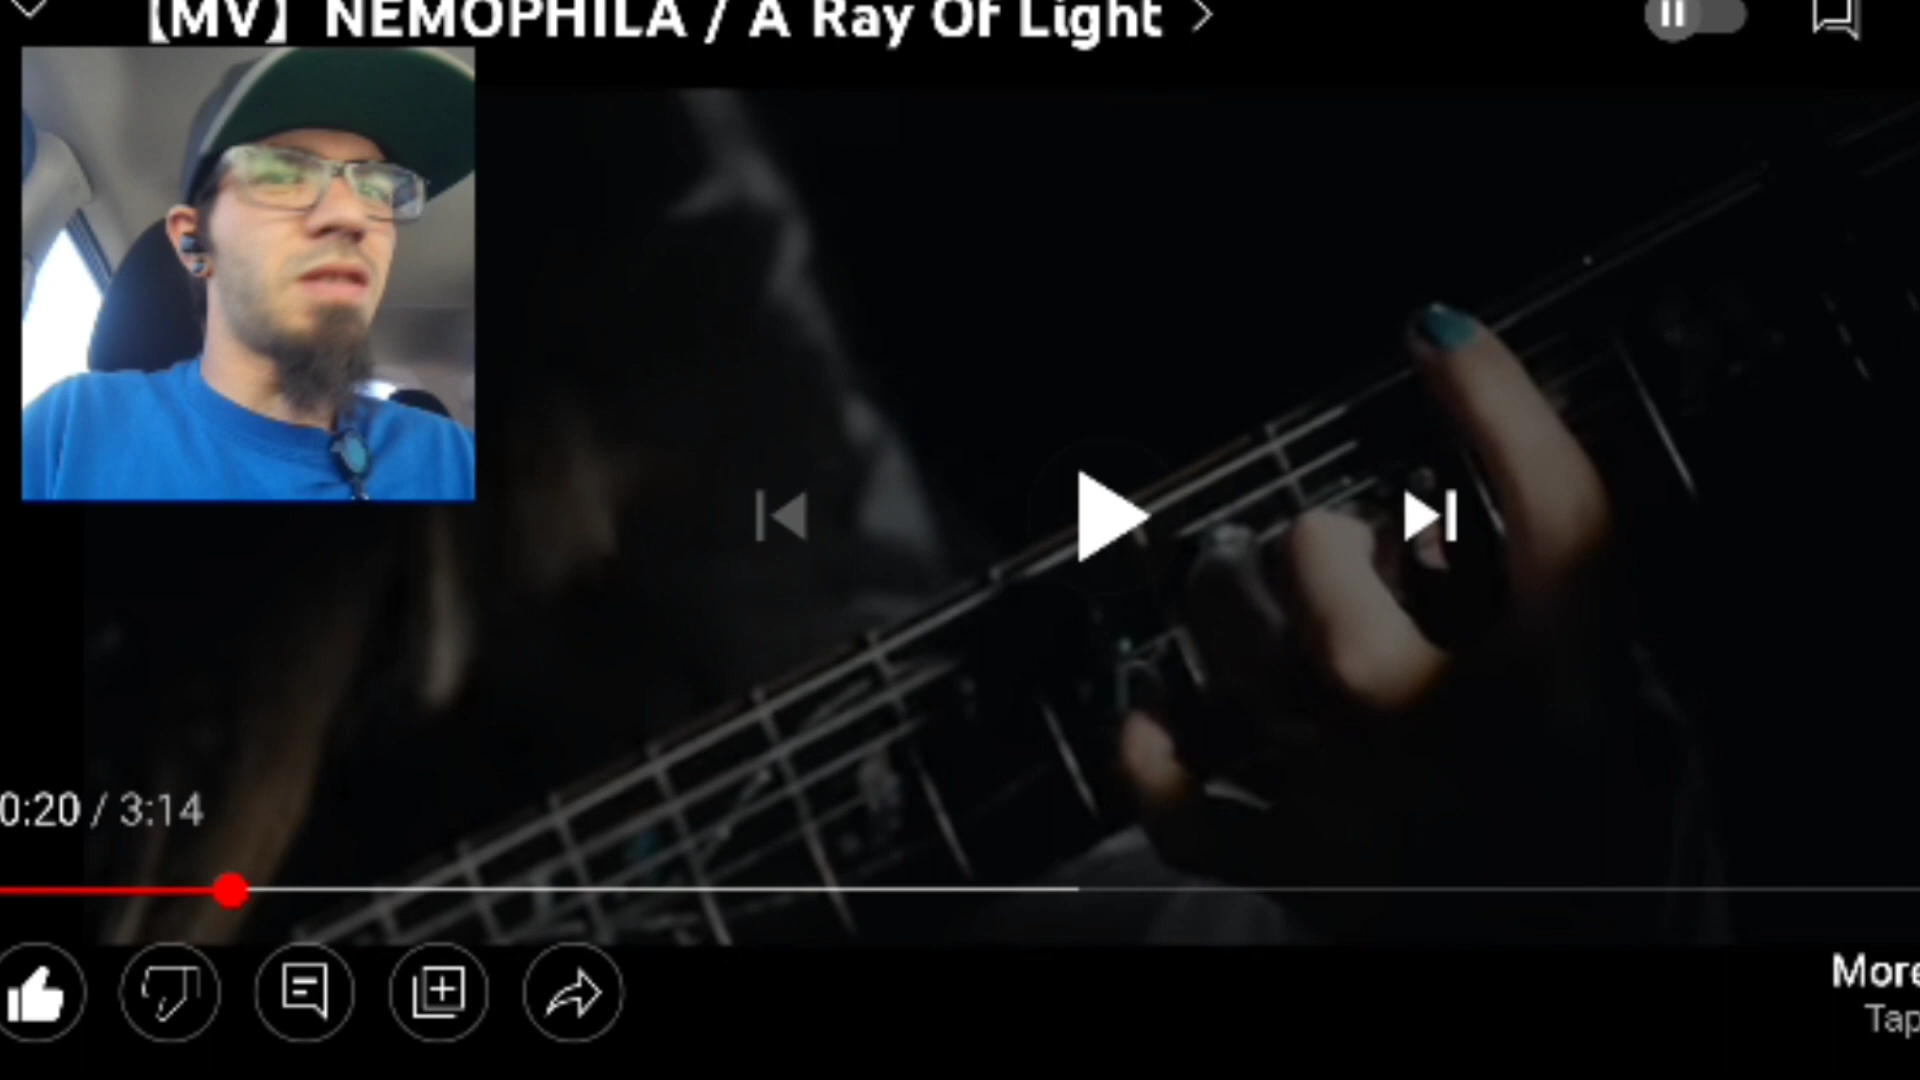 【MV】NEMOPHILA / A Ray Of Light
0:20 / 3:14
More
Tap